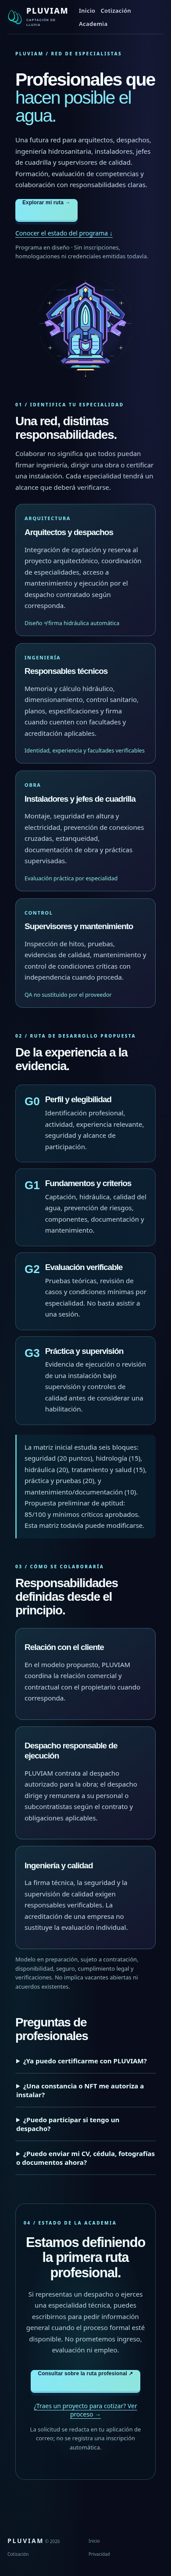 PLUVIAM
CAPTACIÓN DE
LLUVIA
Inicio Cotización
Academia
PLUVIAM / RED DE ESPECIALISTAS
Profesionales que
hacen posible el
agua.
Una futura red para arquitectos, despachos,
ingeniería hidrosanitaria, instaladores, jefes
de cuadrilla y supervisores de calidad.
Formación, evaluación de competencias y
colaboración con responsabilidades claras.
Explorar mi ruta →
Conocer el estado del programa ↓
Programa en diseño · Sin inscripciones,
homologaciones ni credenciales emitidas todavía.
01 / IDENTIFICA TU ESPECIALIDAD
Una red, distintas
responsabilidades.
Colaborar no significa que todos puedan
firmar ingeniería, dirigir una obra o certificar
una instalación. Cada especialidad tendrá un
alcance que deberá verificarse.
ARQUITECTURA
Arquitectos y despachos
Integración de captación y reserva al
proyecto arquitectónico, coordinación
de especialidades, acceso a
mantenimiento y ejecución por el
despacho contratado según
corresponda.
Diseño ≠ firma hidráulica automática
INGENIERÍA
Responsables técnicos
Memoria y cálculo hidráulico,
dimensionamiento, control sanitario,
planos, especificaciones y firma
cuando cuenten con facultades y
acreditación aplicables.
Identidad, experiencia y facultades verificables
OBRA
Instaladores y jefes de cuadrilla
Montaje, seguridad en altura y
electricidad, prevención de conexiones
cruzadas, estanqueidad,
documentación de obra y prácticas
supervisadas.
Evaluación práctica por especialidad
CONTROL
Supervisores y mantenimiento
Inspección de hitos, pruebas,
evidencias de calidad, mantenimiento y
control de condiciones críticas con
independencia cuando proceda.
QA no sustituido por el proveedor
02 / RUTA DE DESARROLLO PROPUESTA
De la experiencia a la
evidencia.
G0
Perfil y elegibilidad
Identificación profesional,
actividad, experiencia relevante,
seguridad y alcance de
participación.
G1
Fundamentos y criterios
Captación, hidráulica, calidad del
agua, prevención de riesgos,
componentes, documentación y
mantenimiento.
G2
Evaluación verificable
Pruebas teóricas, revisión de
casos y condiciones mínimas por
especialidad. No basta asistir a
una sesión.
G3
Práctica y supervisión
Evidencia de ejecución o revisión
de una instalación bajo
supervisión y controles de
calidad antes de considerar una
habilitación.
La matriz inicial estudia seis bloques:
seguridad (20 puntos), hidrología (15),
hidráulica (20), tratamiento y salud (15),
práctica y pruebas (20), y
mantenimiento/documentación (10).
Propuesta preliminar de aptitud:
85/100 y mínimos críticos aprobados.
Esta matriz todavía puede modificarse.
03 / CÓMO SE COLABORARÍA
Responsabilidades
definidas desde el
principio.
Relación con el cliente
En el modelo propuesto, PLUVIAM
coordina la relación comercial y
contractual con el propietario cuando
corresponda.
Despacho responsable de
ejecución
PLUVIAM contrata al despacho
autorizado para la obra; el despacho
dirige y remunera a su personal o
subcontratistas según el contrato y
obligaciones aplicables.
Ingeniería y calidad
La firma técnica, la seguridad y la
supervisión de calidad exigen
responsables verificables. La
acreditación de una empresa no
sustituye la evaluación individual.
Modelo en preparación, sujeto a contratación,
disponibilidad, seguro, cumplimiento legal y
verificaciones. No implica vacantes abiertas ni
acuerdos existentes.
Preguntas de
profesionales
▶ ¿Ya puedo certificarme con PLUVIAM?
▶ ¿Una constancia o NFT me autoriza a
instalar?
▶ ¿Puedo participar si tengo un
despacho?
▶ ¿Puedo enviar mi CV, cédula, fotografías
o documentos ahora?
04 / ESTADO DE LA ACADEMIA
Estamos definiendo
la primera ruta
profesional.
Si representas un despacho o ejerces
una especialidad técnica, puedes
escribirnos para pedir información
general cuando el proceso formal esté
disponible. No prometemos ingreso,
evaluación ni empleo.
Consultar sobre la ruta profesional ↗
¿Traes un proyecto para cotizar? Ver
proceso →
La solicitud se redacta en tu aplicación de
correo; no se registra una inscripción
automática.
PLUVIAM © 2026
Inicio
Cotización
Privacidad